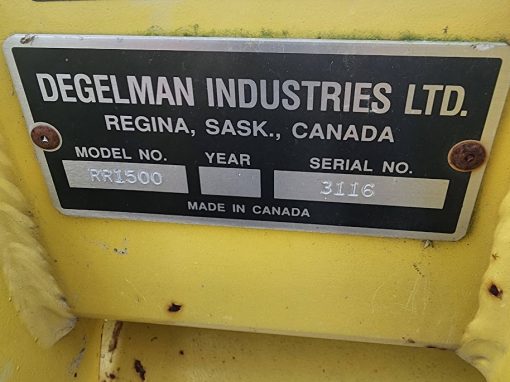 DEGELMAN INDUSTRIES LTD.
REGINA, SASK., CANADA
MODEL NO. YEAR SERIAL NO.
RR1500 3116
MADE IN CANADA